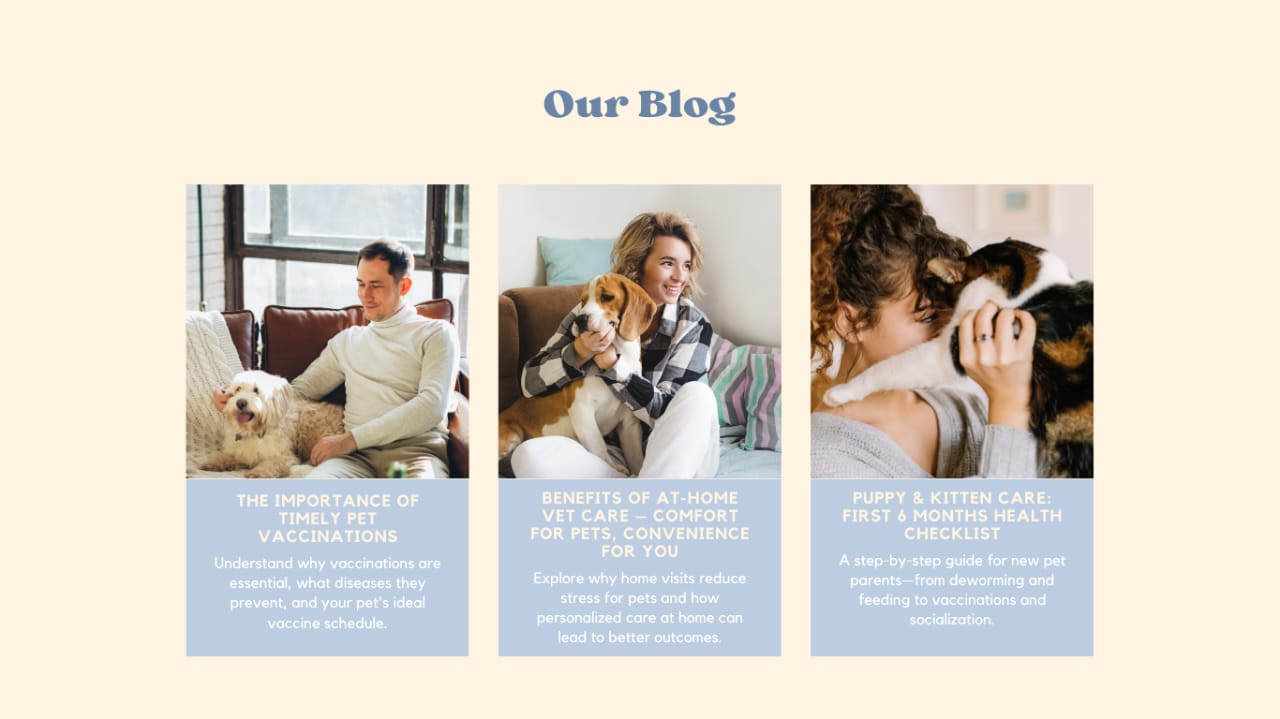 Our Blog
THE IMPORTANCE OF
TIMELY PET
VACCINATIONS
Understand why vaccinations are
essential, what diseases they
prevent, and your pet's ideal
vaccine schedule.
BENEFITS OF AT-HOME
VET CARE – COMFORT
FOR PETS, CONVENIENCE
FOR YOU
Explore why home visits reduce
stress for pets and how
personalized care at home can
lead to better outcomes.
PUPPY & KITTEN CARE:
FIRST 6 MONTHS HEALTH
CHECKLIST
A step-by-step guide for new pet
parents—from deworming and
feeding to vaccinations and
socialization.